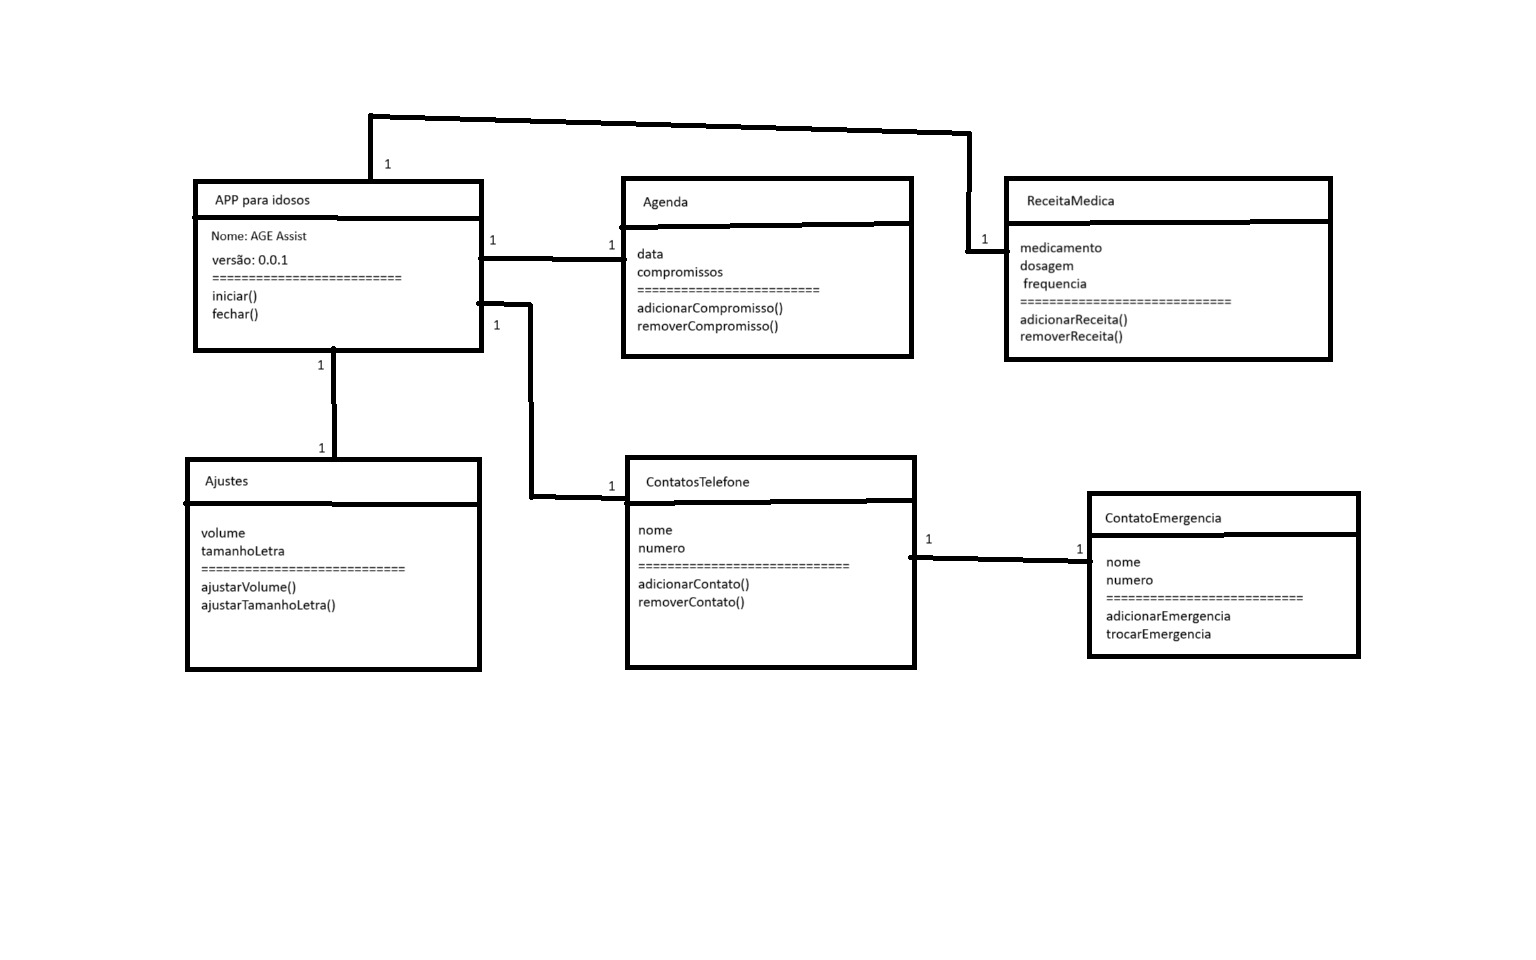 1
APP para idosos
Nome: AGE Assist
versão: 0.0.1
==========================
iniciar()
fechar()
1
1
1
1
1
Agenda
data
compromissos
=========================
adicionarCompromisso()
removerCompromisso()
1
ReceitaMedica
medicamento
dosagem
frequencia
=============================
adicionarReceita()
removerReceita()
Ajustes
volume
tamanhoLetra
============================
ajustarVolume()
ajustarTamanhoLetra()
1
ContatosTelefone
nome
numero
=============================
adicionarContato()
removerContato()
1
1
ContatoEmergencia
nome
numero
===========================
adicionarEmergencia
trocarEmergencia